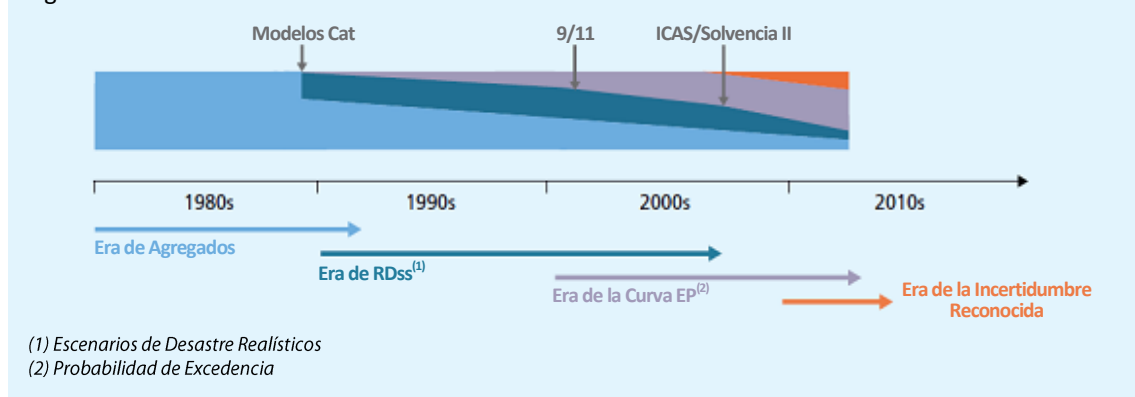 Modelos Cat
9/11
ICAS/Solvencia II
1980s
1990s
2000s
2010s
Era de Agregados
Era de RDss(1)
Era de la Curva EP(2)
Era de la Incertidumbre
Reconocida
(1) Escenarios de Desastre Realísticos
(2) Probabilidad de Excedencia